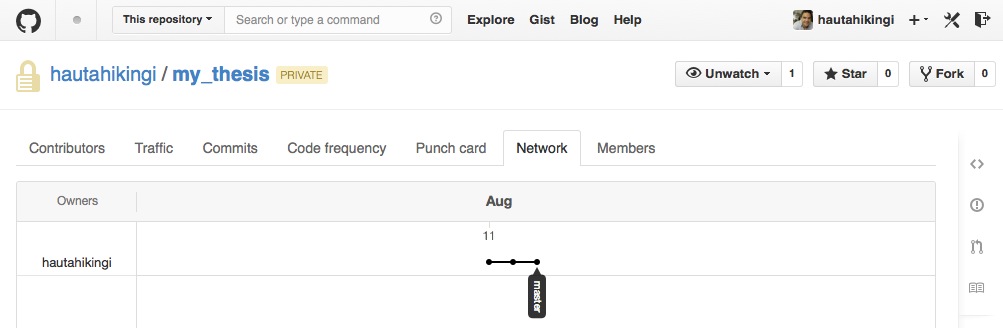 This repository Search or type a command Explore Gist Blog Help hautahikingi
hautahikingi / my_thesis PRIVATE Unwatch 1 Star 0 Fork 0
Contributors Traffic Commits Code frequency Punch card Network Members
Owners Aug
11
hautahikingi
master